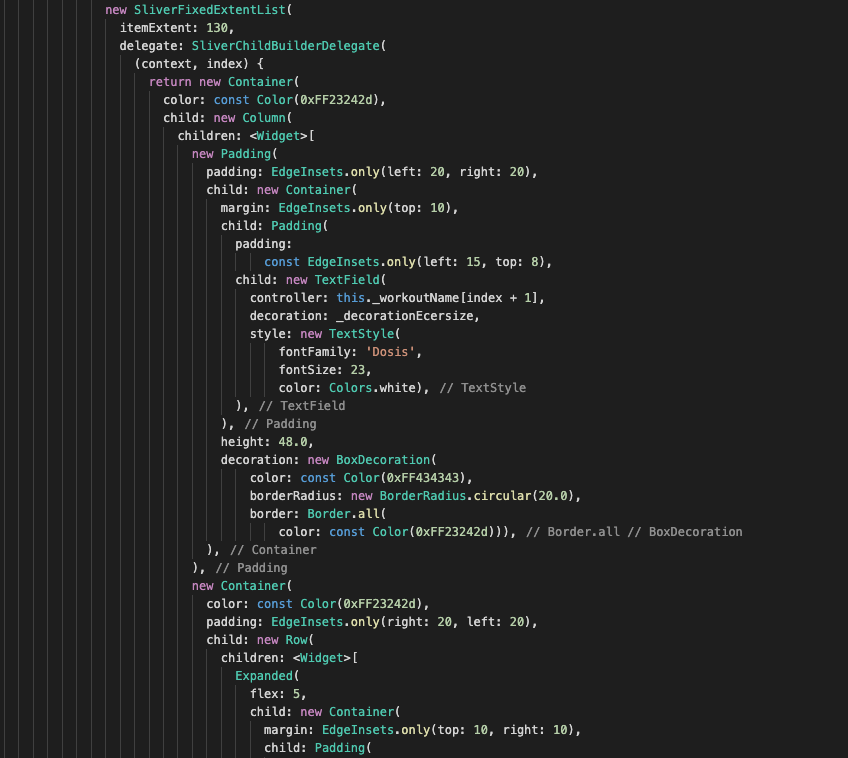 new SliverFixedExtentList(
itemExtent: 130,
delegate: SliverChildBuilderDelegate(
(context, index) {
return new Container(
color: const Color(0xFF23242d),
child: new Column(
children: <Widget>[
new Padding(
padding: EdgeInsets.only(left: 20, right: 20),
child: new Container(
margin: EdgeInsets.only(top: 10),
child: Padding(
padding:
const EdgeInsets.only(left: 15, top: 8),
child: new TextField(
controller: this._workoutName[index + 1],
decoration: _decorationEcersize,
style: new TextStyle(
fontFamily: 'Dosis',
fontSize: 23,
color: Colors.white), // TextStyle
), // TextField
), // Padding
height: 48.0,
decoration: new BoxDecoration(
color: const Color(0xFF434343),
borderRadius: new BorderRadius.circular(20.0),
border: Border.all(
color: const Color(0xFF23242d))), // Border.all // BoxDecoration
), // Container
), // Padding
new Container(
color: const Color(0xFF23242d),
padding: EdgeInsets.only(right: 20, left: 20),
child: new Row(
children: <Widget>[
Expanded(
flex: 5,
child: new Container(
margin: EdgeInsets.only(top: 10, right: 10),
child: Padding(